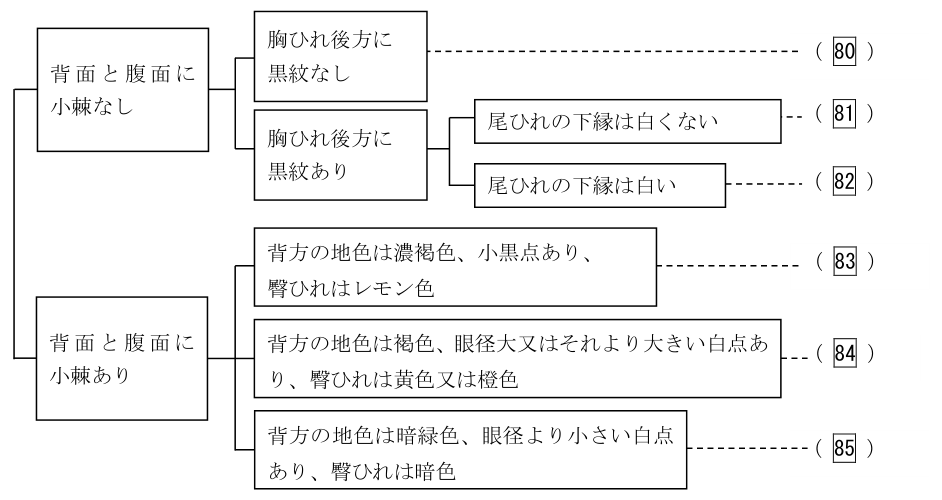 背面と腹面に
小棘なし
胸ひれ後方に
黒紋なし
( 80 )
胸ひれ後方に
黒紋あり
尾ひれの下縁は白くない
( 81 )
尾ひれの下縁は白い
( 82 )
背面と腹面に
小棘あり
背方の地色は濃褐色、小黒点あり、
臀ひれはレモン色
( 83 )
背方の地色は褐色、眼径大又はそれより大きい白点あ
り、臀ひれは黄色又は橙色
( 84 )
背方の地色は暗緑色、眼径より小さい白点
あり、臀ひれは暗色
( 85 )